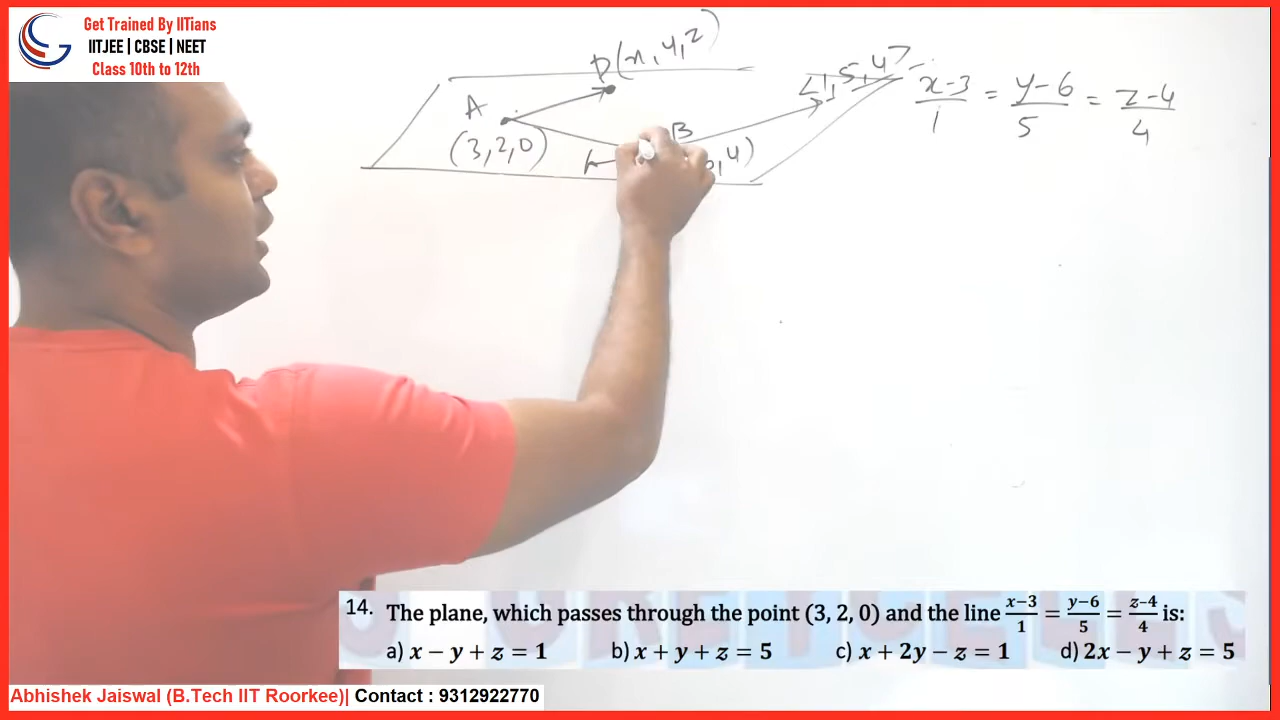 Get Trained By IITians
IITJEE | CBSE | NEET
Class 10th to 12th
P(x, y, z)
A
(3, 2, 0)
B
, 4)
<1, 5, 4>
x-3/1 = y-6/5 = z-4/4
14. The plane, which passes through the point (3, 2, 0) and the line x−3/1 = y−6/5 = z−4/4 is:
a) x − y + z = 1 b) x + y + z = 5 c) x + 2y − z = 1 d) 2x − y + z = 5
Abhishek Jaiswal (B.Tech IIT Roorkee)| Contact : 9312922770